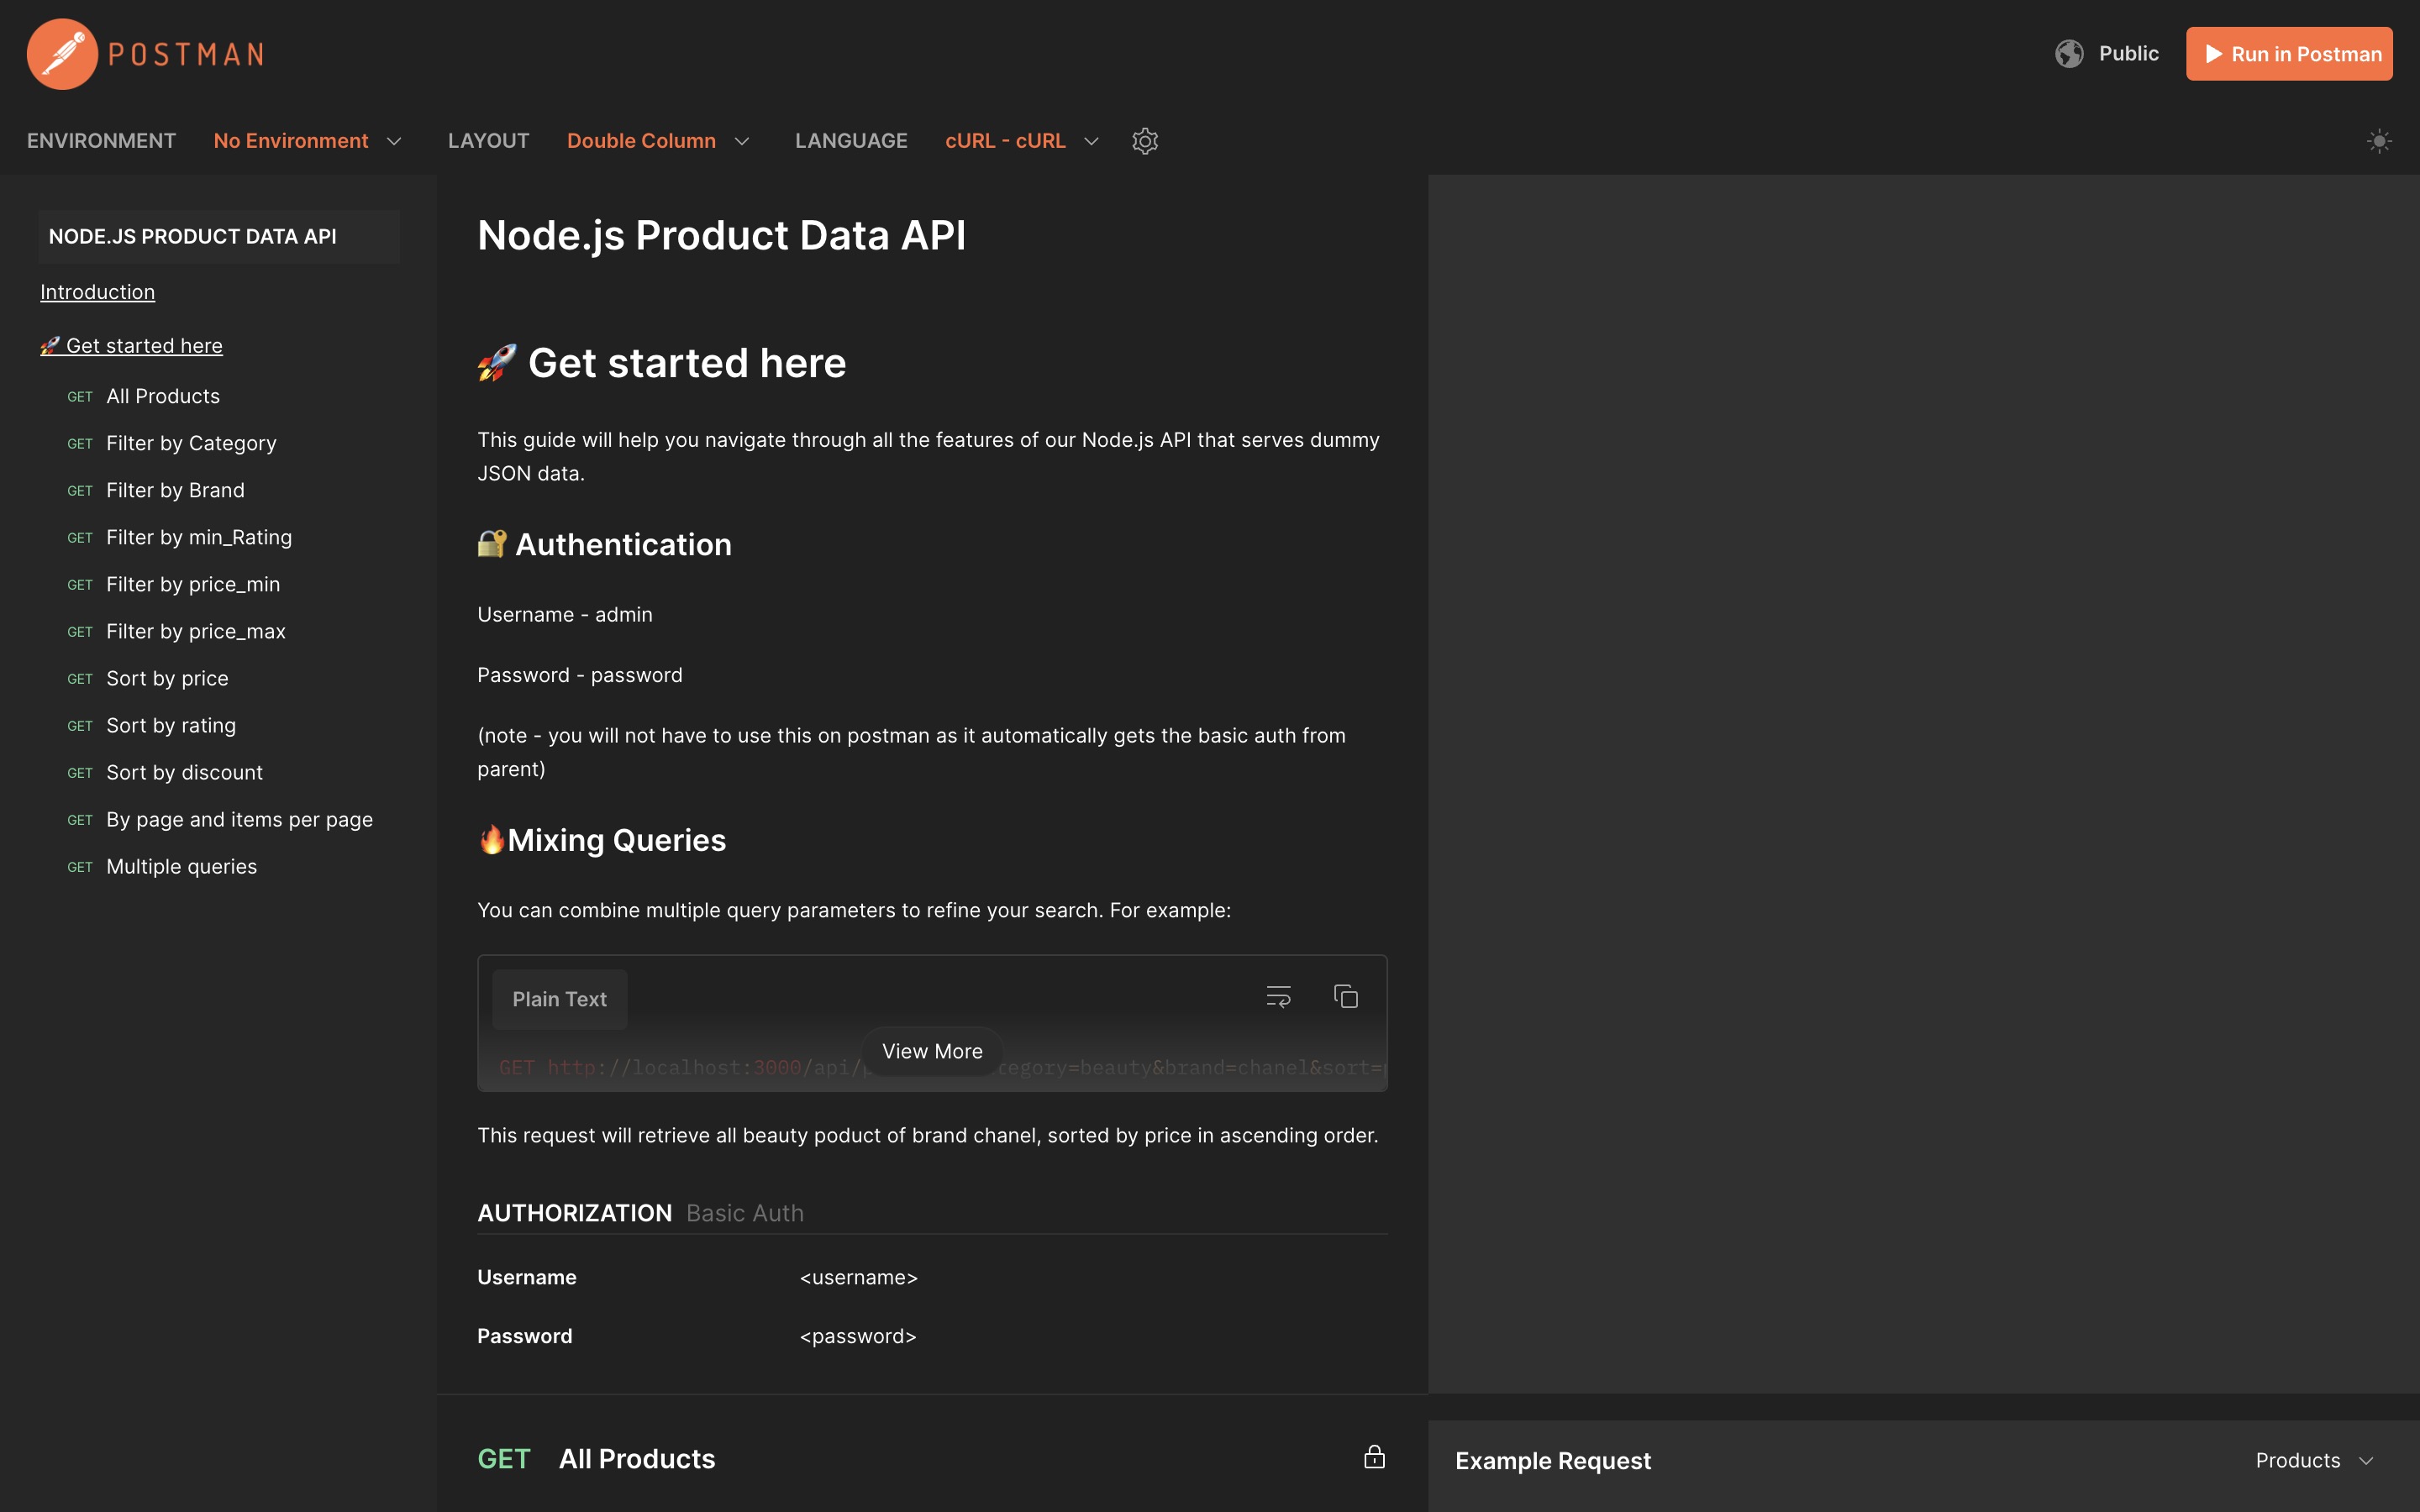 POSTMAN
Public
Run in Postman
ENVIRONMENT No Environment LAYOUT Double Column LANGUAGE cURL - cURL
NODE.JS PRODUCT DATA API
Introduction
🚀 Get started here
GET All Products
GET Filter by Category
GET Filter by Brand
GET Filter by min_Rating
GET Filter by price_min
GET Filter by price_max
GET Sort by price
GET Sort by rating
GET Sort by discount
GET By page and items per page
GET Multiple queries
Node.js Product Data API
🚀 Get started here
This guide will help you navigate through all the features of our Node.js API that serves dummy
JSON data.
🔐 Authentication
Username - admin
Password - password
(note - you will not have to use this on postman as it automatically gets the basic auth from
parent)
🔥Mixing Queries
You can combine multiple query parameters to refine your search. For example:
Plain Text
View More
GET http://localhost:3000/api/ tegory=beauty&brand=chanel&sort=
This request will retrieve all beauty poduct of brand chanel, sorted by price in ascending order.
AUTHORIZATION Basic Auth
Username <username>
Password <password>
GET All Products
Example Request
Products